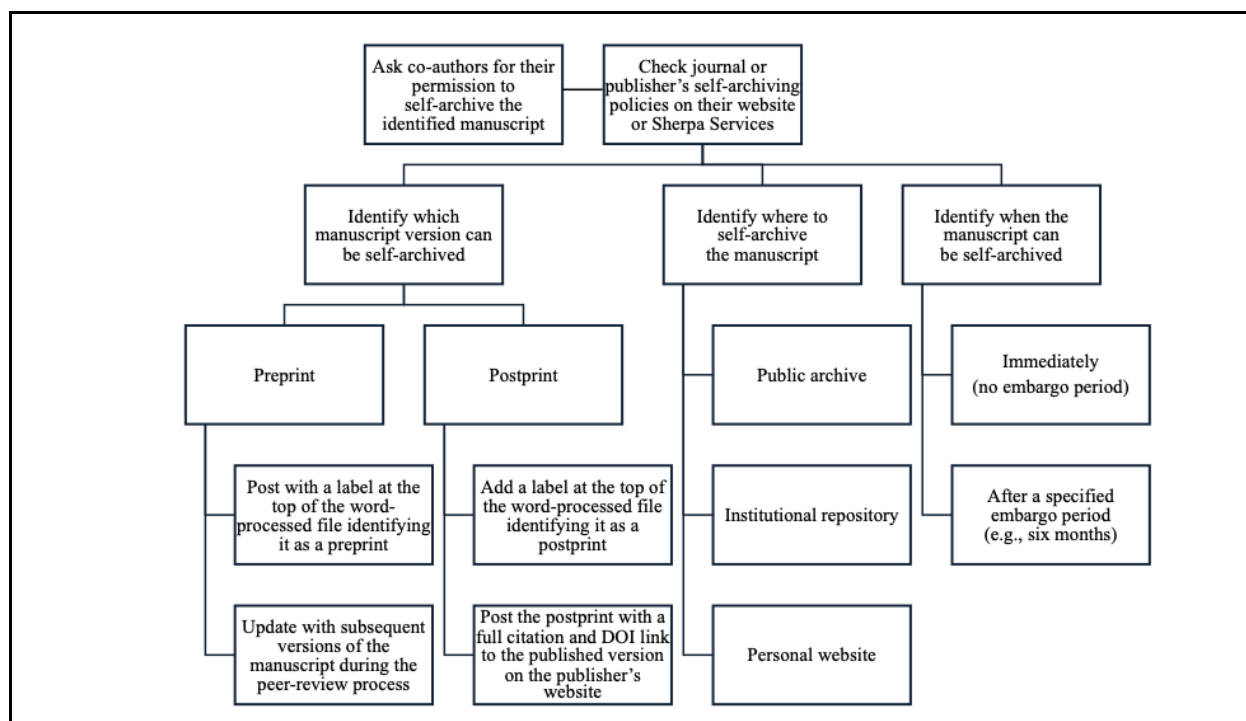 Ask co-authors for their
permission to
self-archive the
identified manuscript
Check journal or
publisher's self-archiving
policies on their website
or Sherpa Services
Identify which
manuscript version can
be self-archived
Identify where to
self-archive
the manuscript
Identify when the
manuscript can
be self-archived
Preprint
Postprint
Public archive
Immediately
(no embargo period)
Post with a label at the
top of the word-
processed file identifying
it as a preprint
Add a label at the top of
the word-processed file
identifying it as a
postprint
Institutional repository
After a specified
embargo period
(e.g., six months)
Update with subsequent
versions of the
manuscript during the
peer-review process
Post the postprint with a
full citation and DOI link
to the published version
on the publisher's
website
Personal website